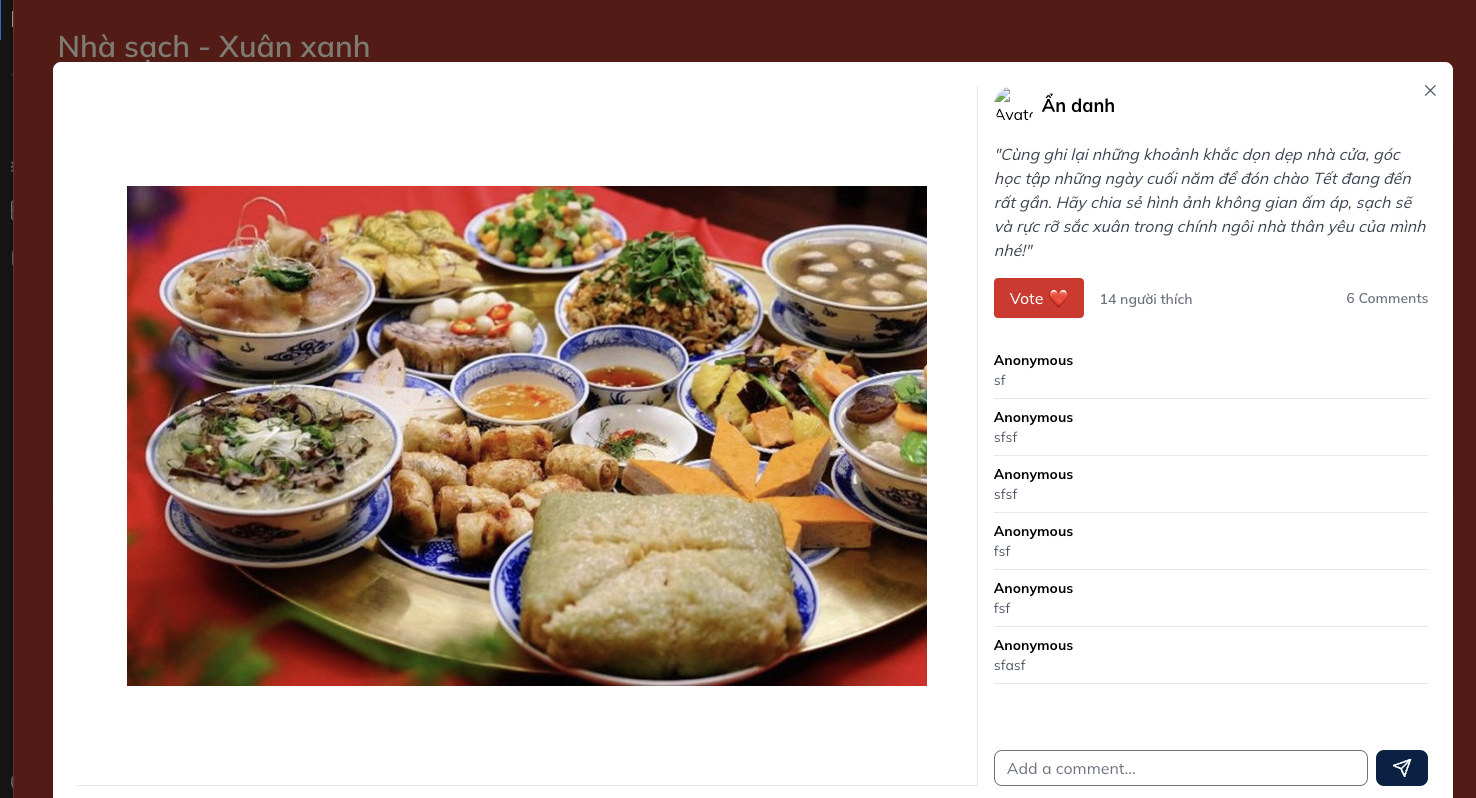 Nhà sạch - Xuân xanh
Ẩn danh
"Cùng ghi lại những khoảnh khắc dọn dẹp nhà cửa, góc
học tập những ngày cuối năm để đón chào Tết đang đến
rất gần. Hãy chia sẻ hình ảnh không gian ấm áp, sạch sẽ
và rực rỡ sắc xuân trong chính ngôi nhà thân yêu của mình
nhé!"
Vote ❤️ 14 người thích 6 Comments
Anonymous
sf
Anonymous
sfsf
Anonymous
sfsf
Anonymous
fsf
Anonymous
fsf
Anonymous
sfasf
Add a comment...